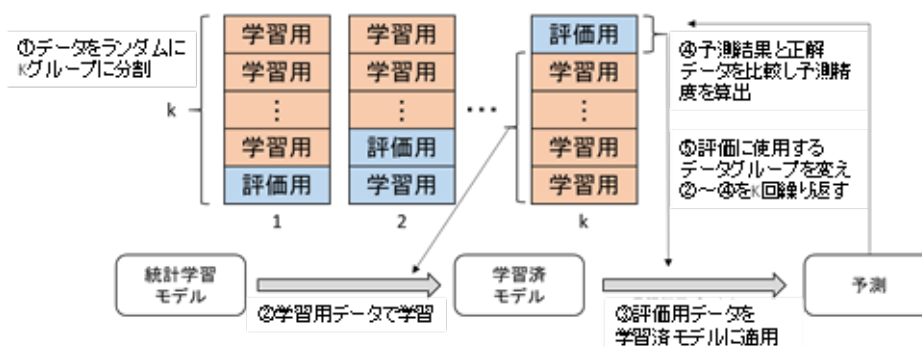 ①データをランダムに
Kグループに分割
k
学習用
学習用
⋮
学習用
評価用
1
学習用
学習用
⋮
評価用
学習用
2
…
評価用
学習用
⋮
学習用
学習用
k
④予測結果と正解
データを比較し予測精
度を算出
⑤評価に使用する
データグループを変え
②～④をK回繰り返す
統計学習
モデル
②学習用データで学習
学習済
モデル
③評価用データを
学習済モデルに適用
予測